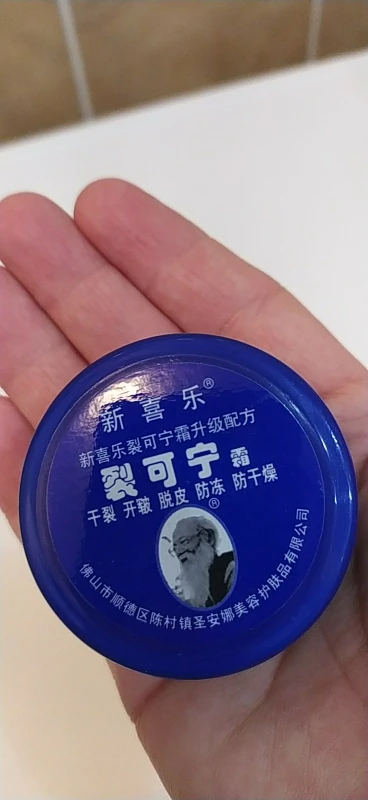 新喜乐®
新喜乐裂可宁霜升级配方
裂可宁霜
干裂 开皲 脱皮 防冻 防干燥
®
佛山市顺德区陈村镇圣安娜美容护肤品有限公司